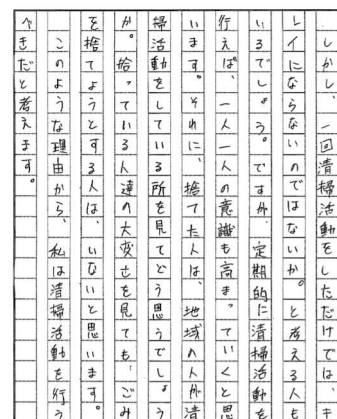 しかし、一回清掃活動をしただけでは、キ
レイにならないのではないか。と考える人も
いるでしょう。ですが、定期的に清掃活動を
行えば、一人一人の意識も高まっていくと思
います。それに、捨てた人は、地域の人が清
掃活動をしている所を見てどう思うでしょう
か。拾っている人達の大変さを見ても、ごみ
を捨てようとする人は、いないと思います。
このような理由から、私は清掃活動を行う
べきだと考えます。